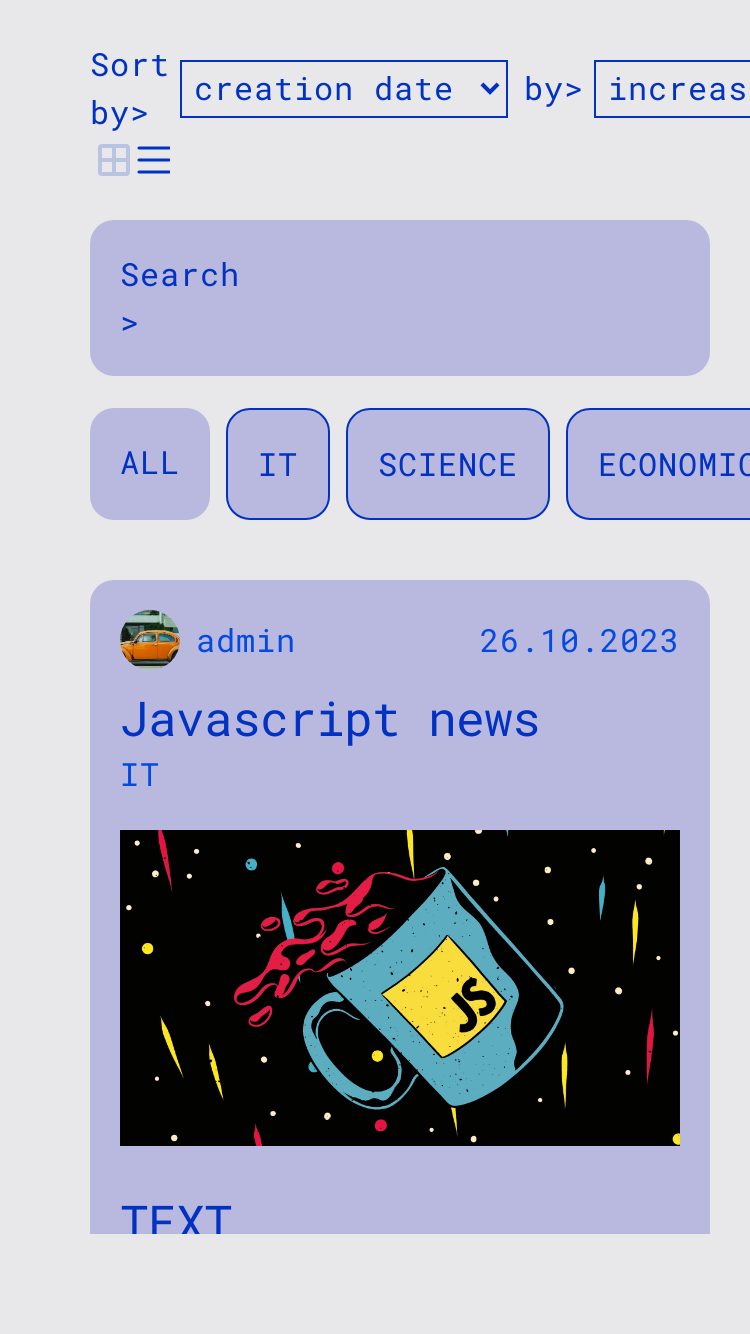 Sort by> creation date by> increas
Search
>
ALL IT SCIENCE ECONOMIC
admin 26.10.2023
Javascript news
IT
JS
TEXT